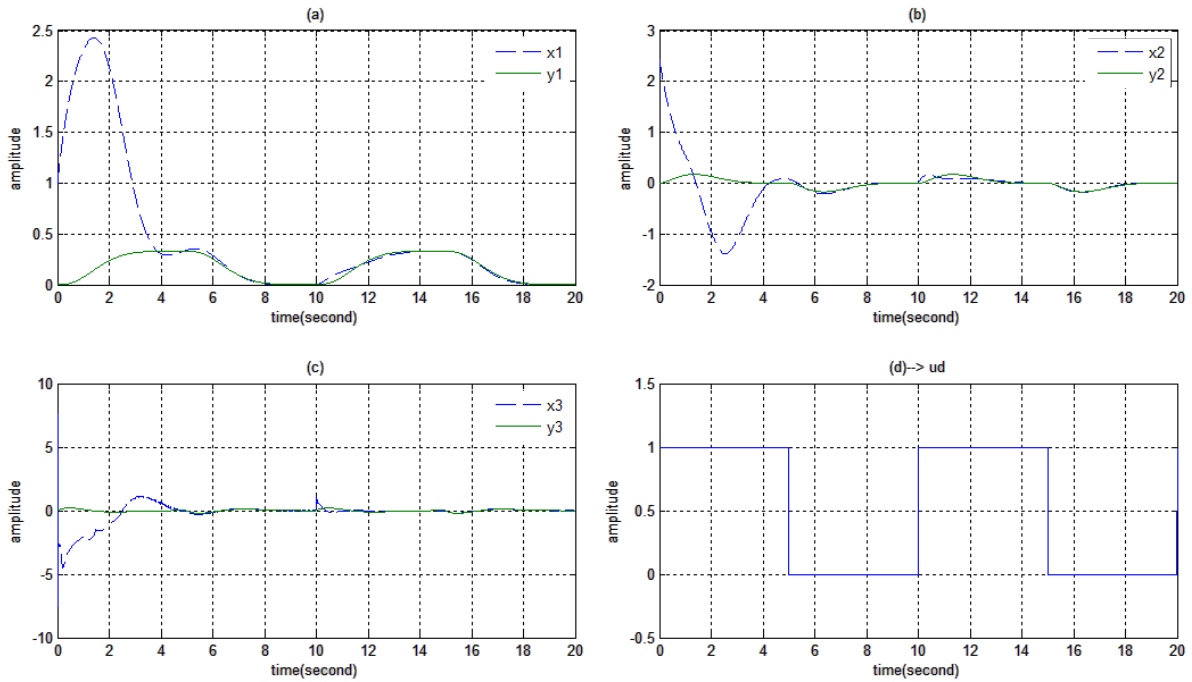 (a)
2.5
2
1.5
1
0.5
0
amplitude
x1
y1
0 2 4 6 8 10 12 14 16 18 20
time(second)
(b)
3
2
1
0
-1
-2
amplitude
x2
y2
0 2 4 6 8 10 12 14 16 18 20
time(second)
(c)
10
5
0
-5
-10
amplitude
x3
y3
0 2 4 6 8 10 12 14 16 18 20
time(second)
(d)--> ud
1.5
1
0.5
0
-0.5
amplitude
0 2 4 6 8 10 12 14 16 18 20
time(second)